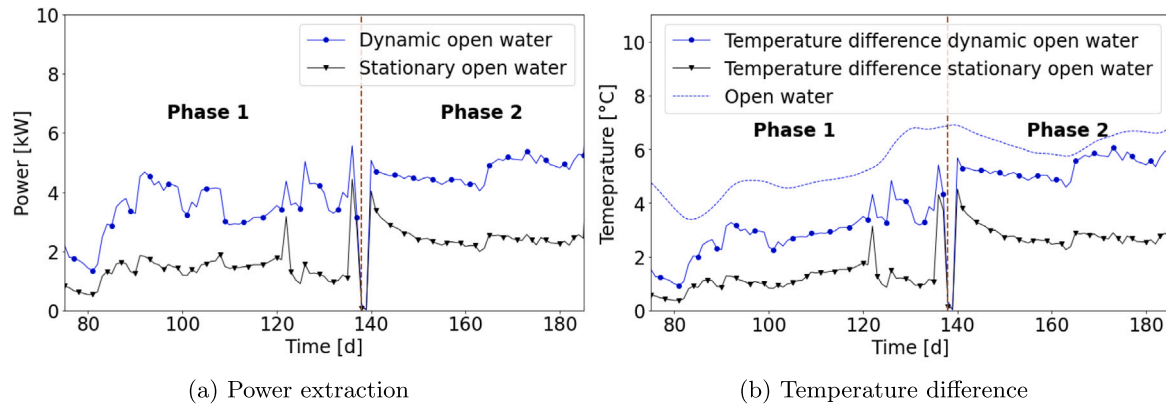 10
8
6
4
2
0
Power [kW]
Dynamic open water
Stationary open water
Phase 1
Phase 2
80
100
120
140
160
180
Time [d]
(a) Power extraction
10
8
6
4
2
0
Temeprature [°C]
Temperature difference dynamic open water
Temperature difference stationary open water
Open water
Phase 1
Phase 2
80
100
120
140
160
180
Time [d]
(b) Temperature difference